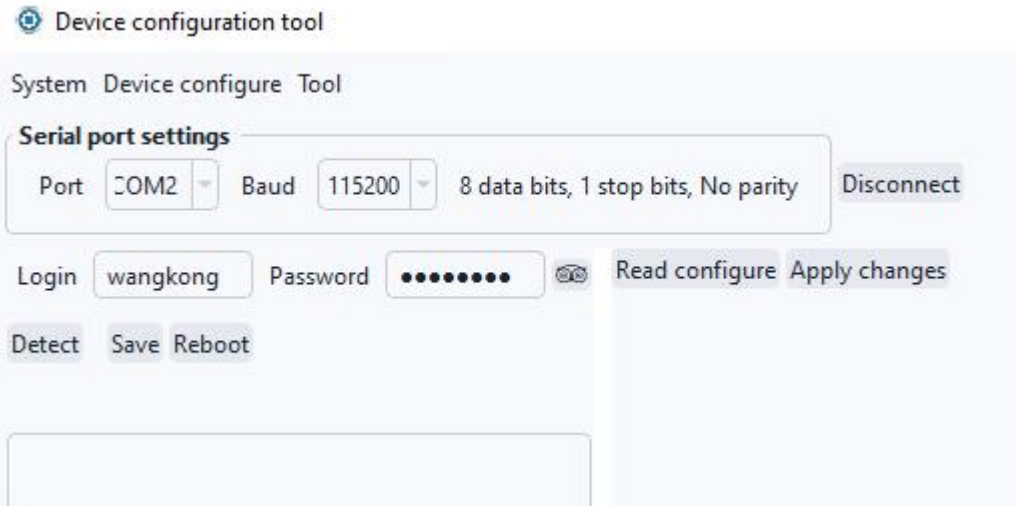 Device configuration tool
System Device configure Tool
Serial port settings
Port COM2 Baud 115200 8 data bits, 1 stop bits, No parity Disconnect
Login wangkong Password •••••••• Read configure Apply changes
Detect Save Reboot